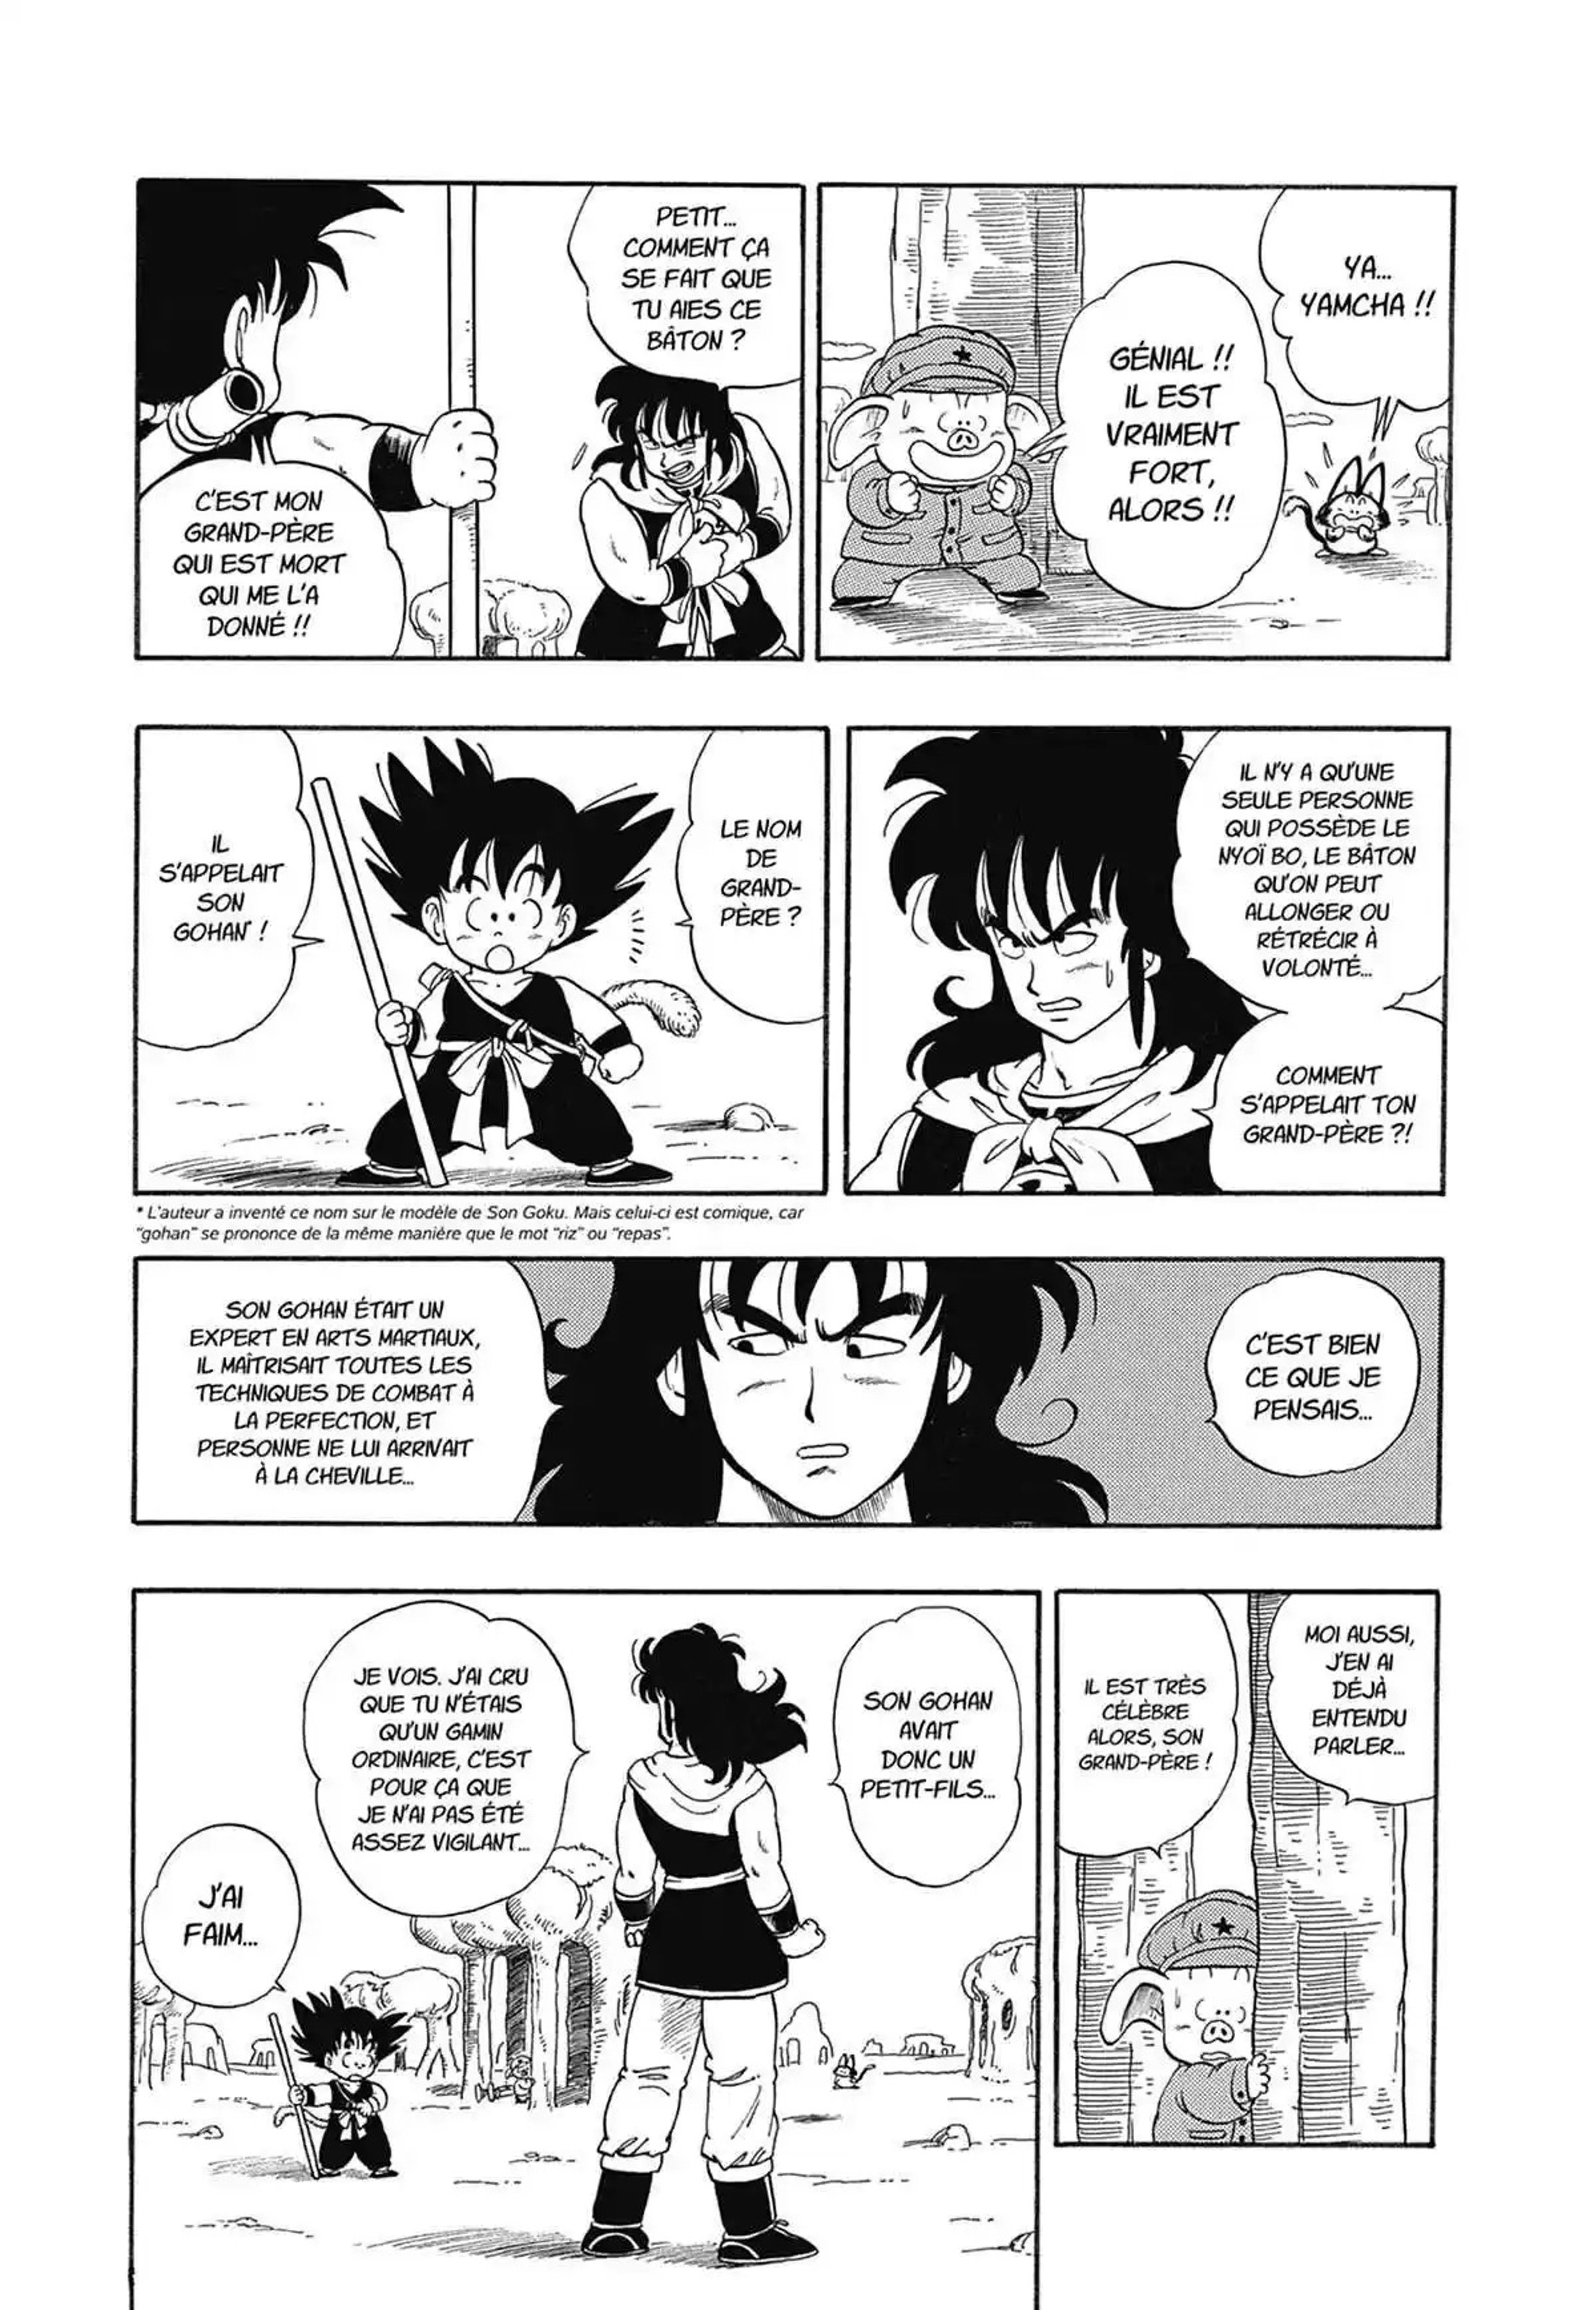 YA...
YAMCHA !!
GÉNIAL !!
IL EST
VRAIMENT
FORT,
ALORS !!
PETIT...
COMMENT ÇA
SE FAIT QUE
TU AIES CE
BÂTON ?
C'EST MON
GRAND-PÈRE
QUI EST MORT
QUI ME L'A
DONNÉ !!
IL N'Y A QU'UNE
SEULE PERSONNE
QUI POSSÈDE LE
NYOÏ BO, LE BÂTON
QU'ON PEUT
ALLONGER OU
RÉTRÉCIR À
VOLONTÉ...
COMMENT
S'APPELAIT TON
GRAND-PÈRE ?!
LE NOM
DE
GRAND-
PÈRE ?
IL
S'APPELAIT
SON
GOHAN* !
* L'auteur a inventé ce nom sur le modèle de Son Goku. Mais celui-ci est comique, car
"gohan" se prononce de la même manière que le mot "riz" ou "repas".
C'EST BIEN
CE QUE JE
PENSAIS...
SON GOHAN ÉTAIT UN
EXPERT EN ARTS MARTIAUX,
IL MAÎTRISAIT TOUTES LES
TECHNIQUES DE COMBAT À
LA PERFECTION, ET
PERSONNE NE LUI ARRIVAIT
À LA CHEVILLE...
MOI AUSSI,
J'EN AI
DÉJÀ
ENTENDU
PARLER...
IL EST TRÈS
CÉLÈBRE
ALORS, SON
GRAND-PÈRE !
SON GOHAN
AVAIT
DONC UN
PETIT-FILS...
JE VOIS. J'AI CRU
QUE TU N'ÉTAIS
QU'UN GAMIN
ORDINAIRE, C'EST
POUR ÇA QUE
JE N'AI PAS ÉTÉ
ASSEZ VIGILANT...
J'AI
FAIM...